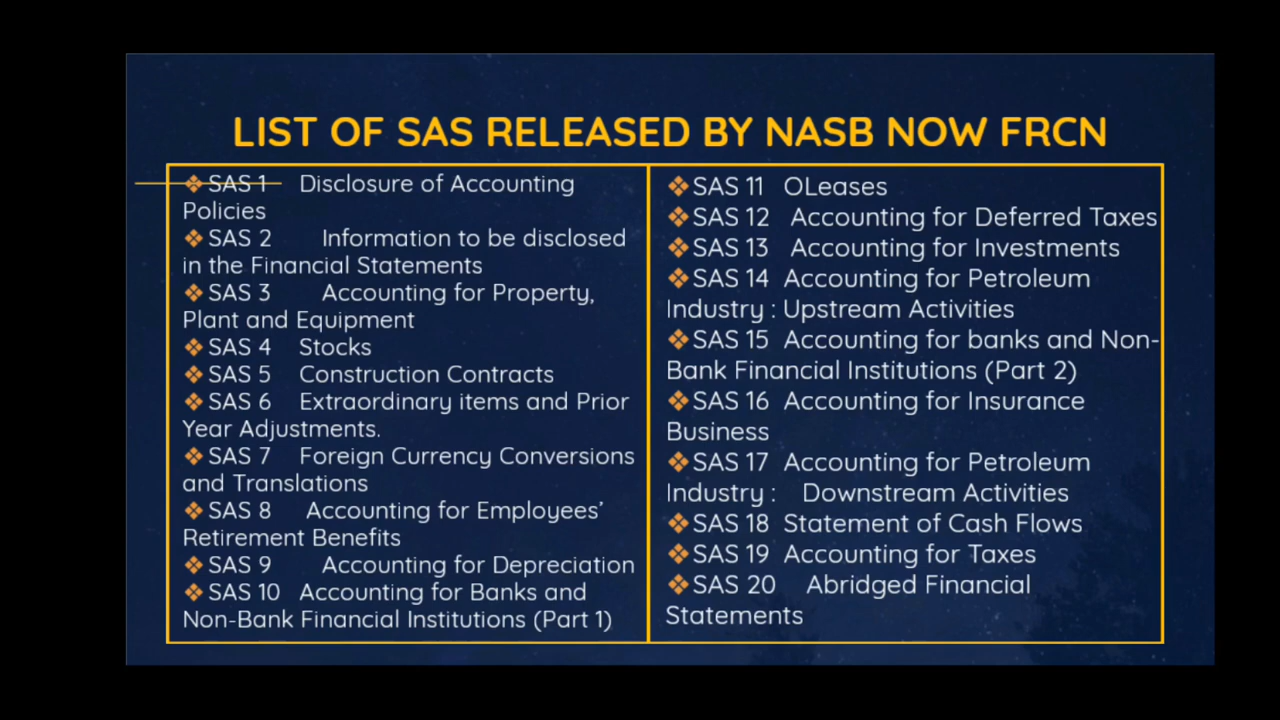 LIST OF SAS RELEASED BY NASB NOW FRCN
❖SAS 1 Disclosure of Accounting
Policies
❖SAS 2 Information to be disclosed
in the Financial Statements
❖SAS 3 Accounting for Property,
Plant and Equipment
❖SAS 4 Stocks
❖SAS 5 Construction Contracts
❖SAS 6 Extraordinary items and Prior
Year Adjustments.
❖SAS 7 Foreign Currency Conversions
and Translations
❖SAS 8 Accounting for Employees’
Retirement Benefits
❖SAS 9 Accounting for Depreciation
❖SAS 10 Accounting for Banks and
Non-Bank Financial Institutions (Part 1)
❖SAS 11 OLeases
❖SAS 12 Accounting for Deferred Taxes
❖SAS 13 Accounting for Investments
❖SAS 14 Accounting for Petroleum
Industry : Upstream Activities
❖SAS 15 Accounting for banks and Non-
Bank Financial Institutions (Part 2)
❖SAS 16 Accounting for Insurance
Business
❖SAS 17 Accounting for Petroleum
Industry : Downstream Activities
❖SAS 18 Statement of Cash Flows
❖SAS 19 Accounting for Taxes
❖SAS 20 Abridged Financial
Statements